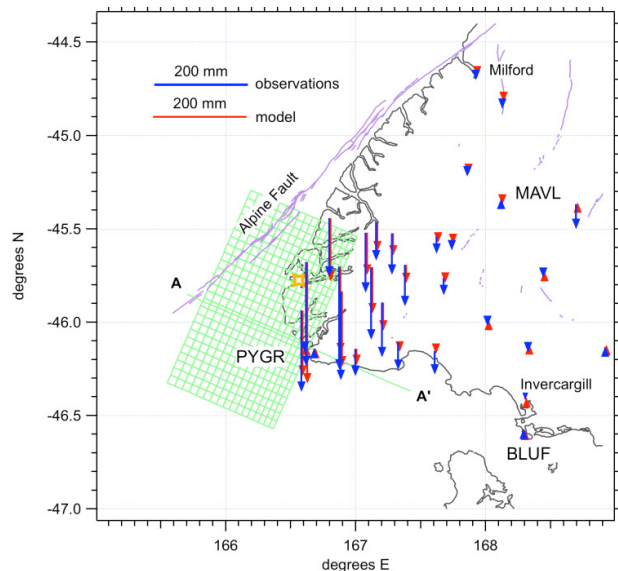 -44.5
200 mm
observations
200 mm
model
Milford
-45.0
MAVL
Alpine Fault
-45.5
degrees N
A
-46.0
PYGR
A'
Invercargill
-46.5
BLUF
-47.0
166
167
168
degrees E